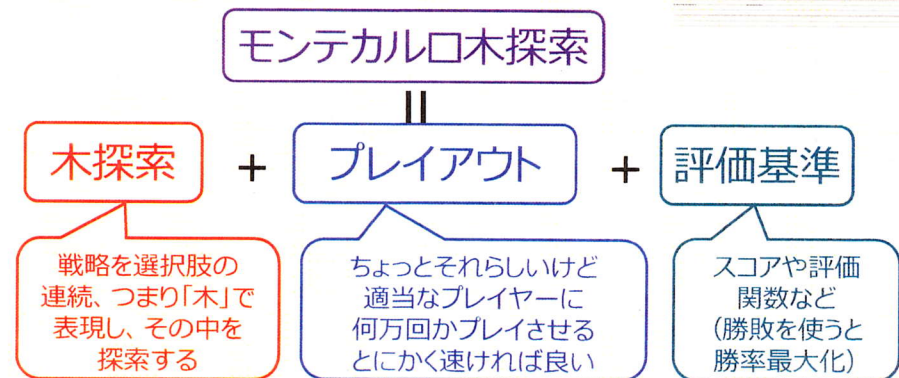 モンテカルロ木探索
=
木探索 + プレイアウト + 評価基準
戦略を選択肢の
連続、つまり「木」で
表現し、その中を
探索する
ちょっとそれらしいけど
適当なプレイヤーに
何万回かプレイさせる
とにかく速ければ良い
スコアや評価
関数など
(勝敗を使うと
勝率最大化)